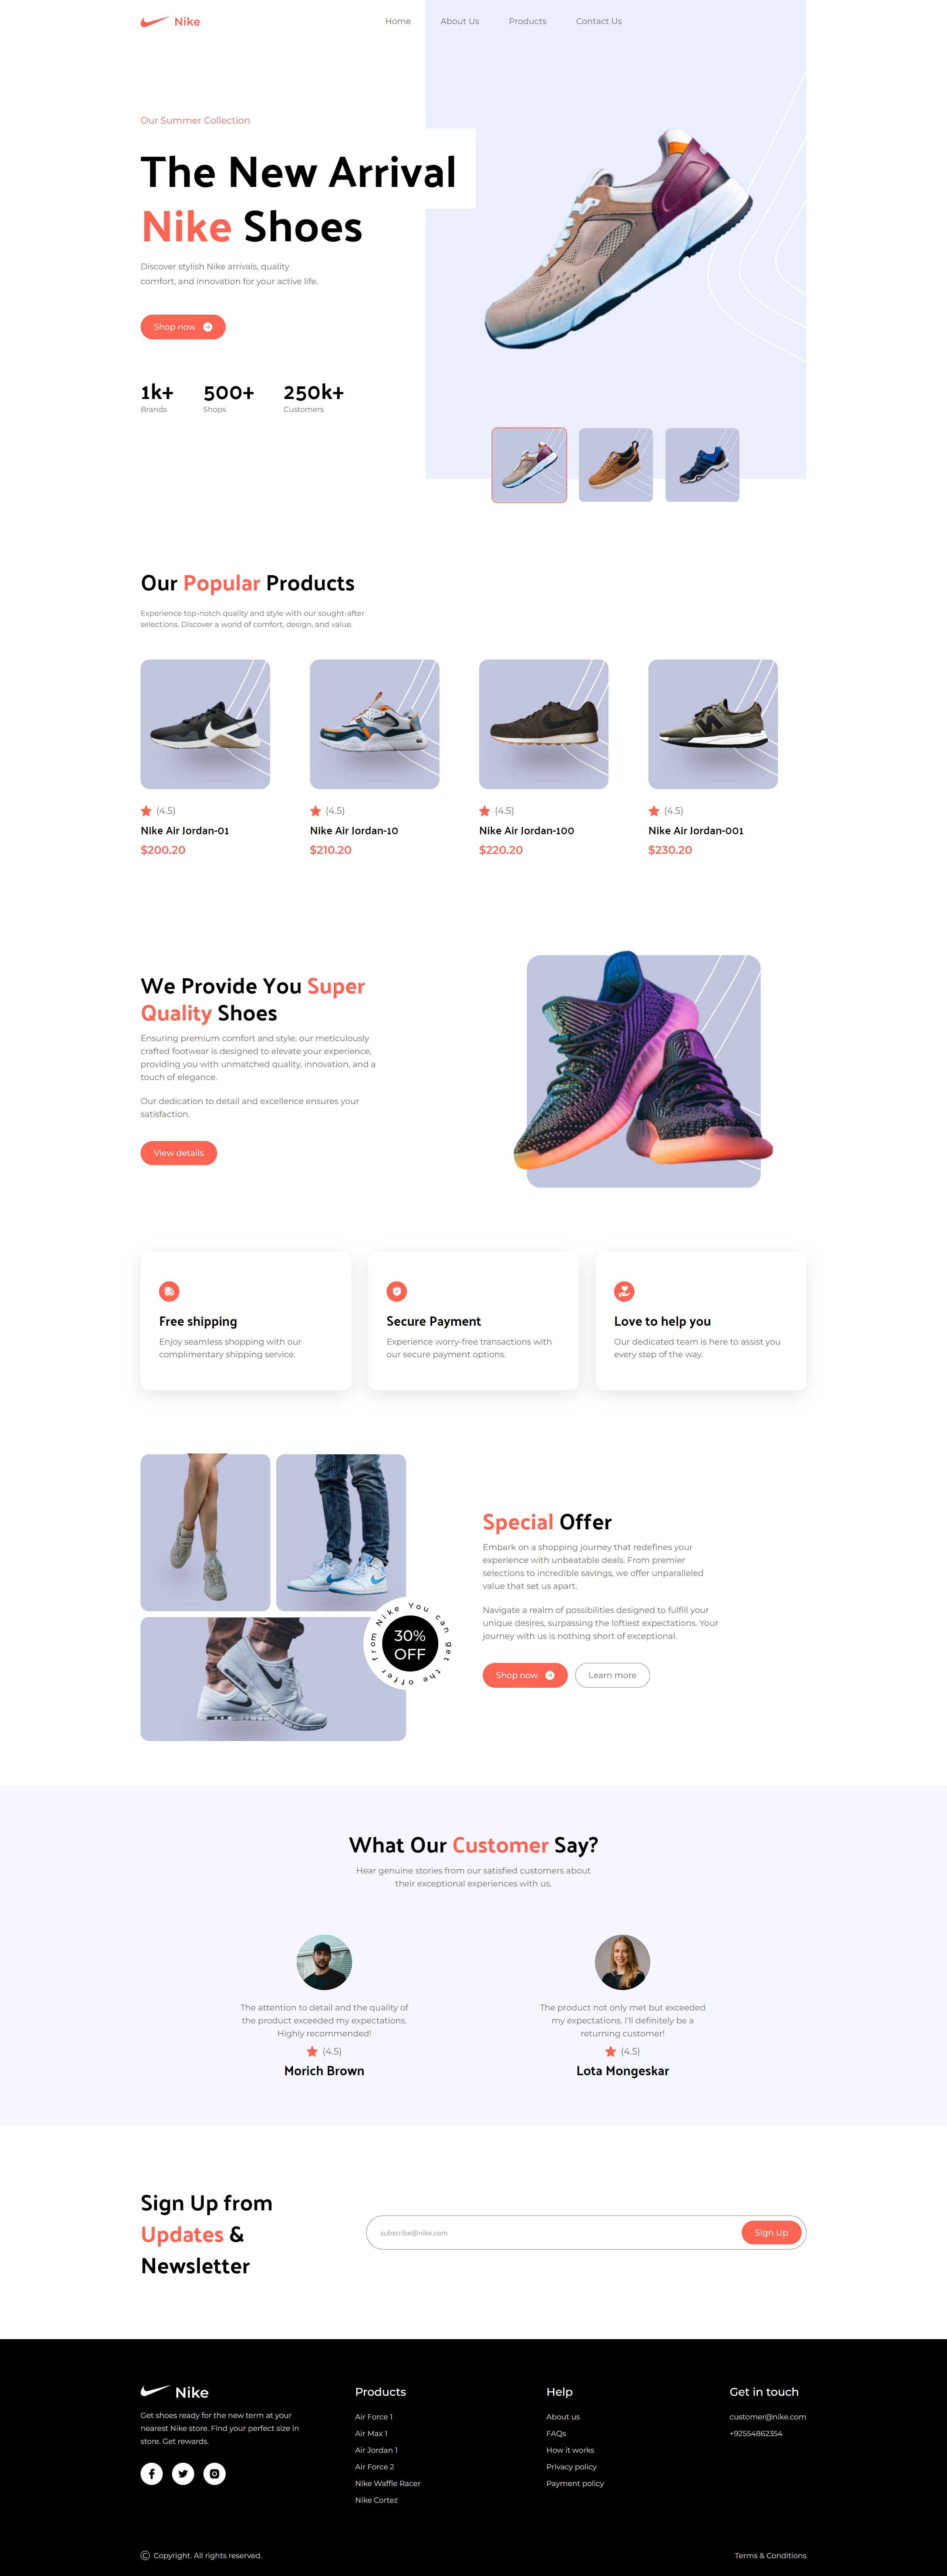 Nike
Home
About Us
Products
Contact Us
Our Summer Collection
The New Arrival
Nike Shoes
Discover stylish Nike arrivals, quality
comfort, and innovation for your active life.
Shop now
1k+
Brands
500+
Shops
250k+
Customers
Our Popular Products
Experience top-notch quality and style with our sought-after
selections. Discover a world of comfort, design, and value.
(4.5)
Nike Air Jordan-01
$200.20
(4.5)
Nike Air Jordan-10
$210.20
(4.5)
Nike Air Jordan-100
$220.20
(4.5)
Nike Air Jordan-001
$230.20
We Provide You Super
Quality Shoes
Ensuring premium comfort and style, our meticulously
crafted footwear is designed to elevate your experience,
providing you with unmatched quality, innovation, and a
touch of elegance.
Our dedication to detail and excellence ensures your
satisfaction.
View details
Free shipping
Enjoy seamless shopping with our
complimentary shipping service.
Secure Payment
Experience worry-free transactions with
our secure payment options.
Love to help you
Our dedicated team is here to assist you
every step of the way.
You can get the offer from Nike
30%
OFF
Special Offer
Embark on a shopping journey that redefines your
experience with unbeatable deals. From premier
selections to incredible savings, we offer unparalleled
value that set us apart.
Navigate a realm of possibilities designed to fulfill your
unique desires, surpassing the loftiest expectations. Your
journey with us is nothing short of exceptional.
Shop now
Learn more
What Our Customer Say?
Hear genuine stories from our satisfied customers about
their exceptional experiences with us.
The attention to detail and the quality of
the product exceeded my expectations.
Highly recommended!
(4.5)
Morich Brown
The product not only met but exceeded
my expectations. I'll definitely be a
returning customer!
(4.5)
Lota Mongeskar
Sign Up from
Updates &
Newsletter
subscribe@nike.com
Sign Up
Nike
Get shoes ready for the new term at your
nearest Nike store. Find your perfect size in
store. Get rewards.
Products
Air Force 1
Air Max 1
Air Jordan 1
Air Force 2
Nike Waffle Racer
Nike Cortez
Help
About us
FAQs
How it works
Privacy policy
Payment policy
Get in touch
customer@nike.com
+92554862354
© Copyright. All rights reserved.
Terms & Conditions